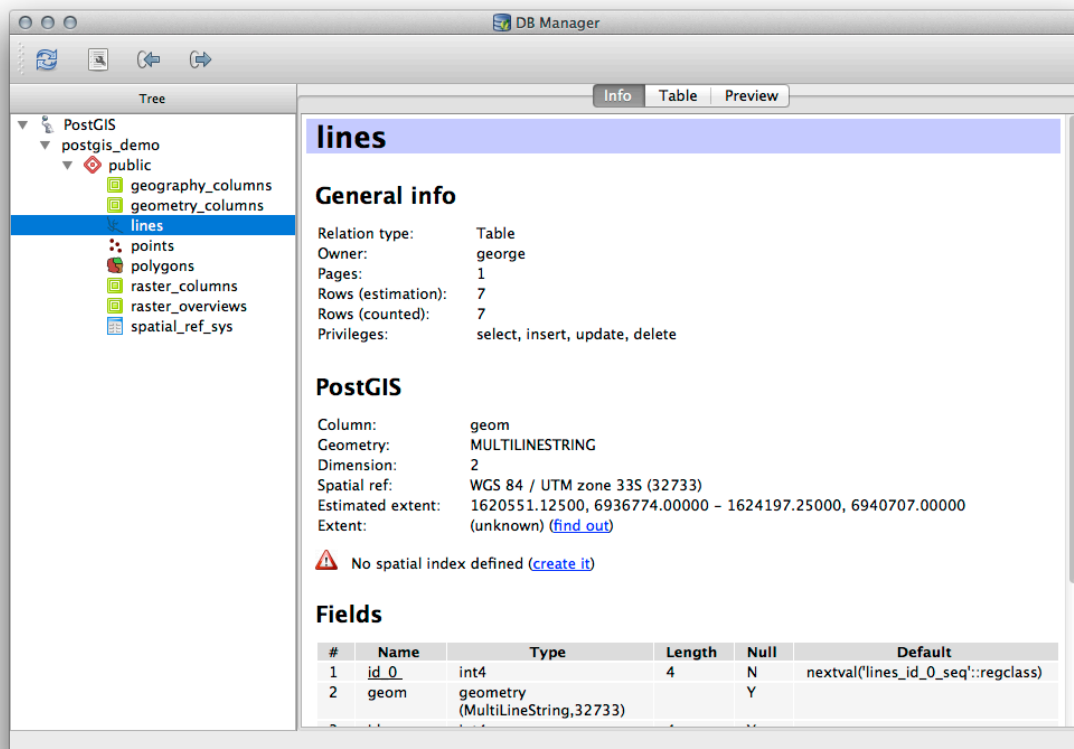 DB Manager
Tree
Info Table Preview
PostGIS
postgis_demo
public
geography_columns
geometry_columns
lines
points
polygons
raster_columns
raster_overviews
spatial_ref_sys
lines
General info
Relation type: Table
Owner: george
Pages: 1
Rows (estimation): 7
Rows (counted): 7
Privileges: select, insert, update, delete
PostGIS
Column: geom
Geometry: MULTILINESTRING
Dimension: 2
Spatial ref: WGS 84 / UTM zone 33S (32733)
Estimated extent: 1620551.12500, 6936774.00000 - 1624197.25000, 6940707.00000
Extent: (unknown) (find out)
No spatial index defined (create it)
Fields
# Name Type Length Null Default
1 id_0 int4 4 N nextval('lines_id_0_seq'::regclass)
2 geom geometry Y
(MultiLineString,32733)